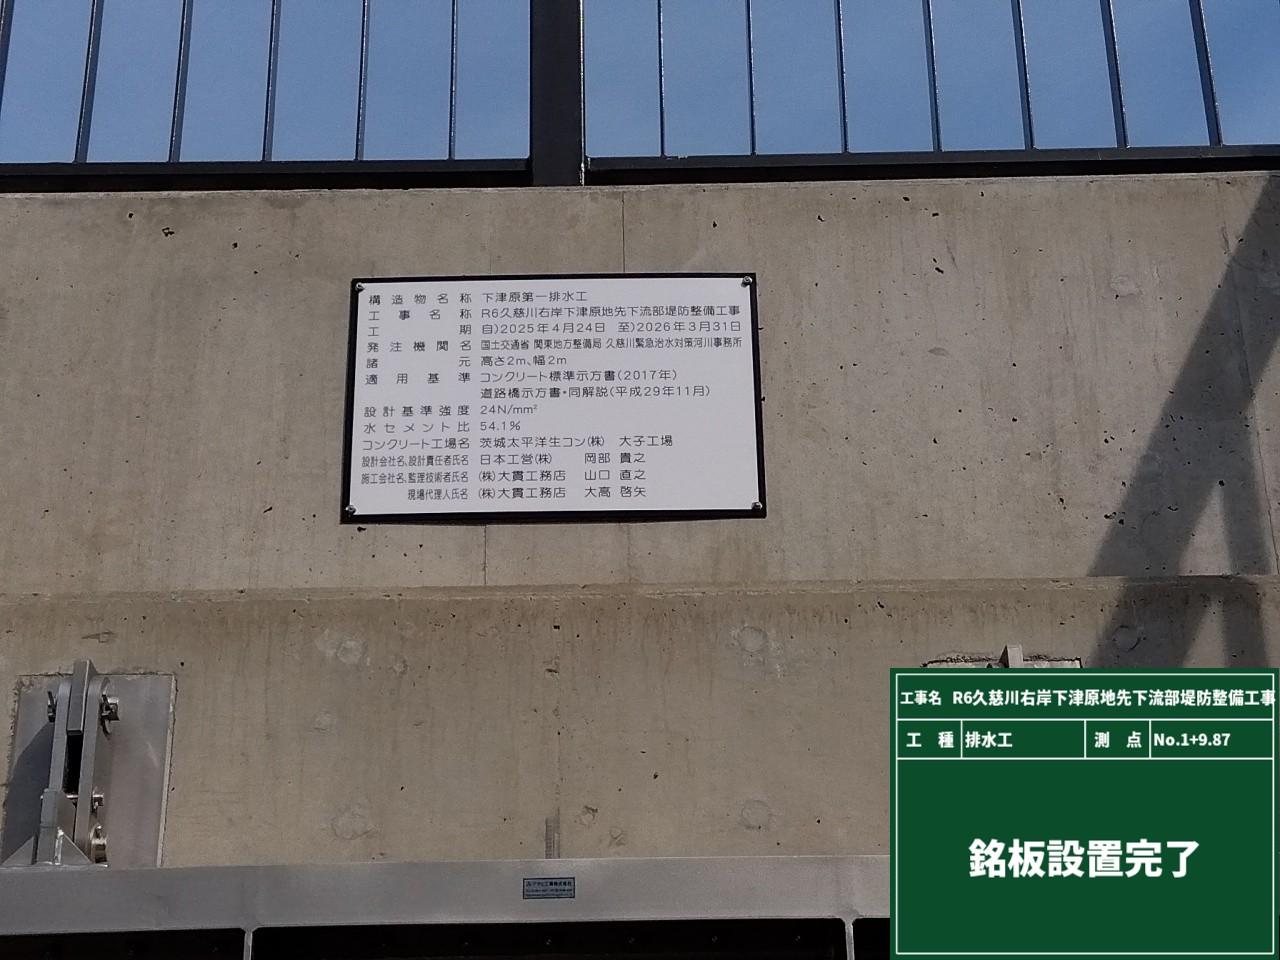 構造物名称 下津原第一排水工
工事名称 R6久慈川右岸下津原地先下流部堤防整備工事
工期 自)2025年4月24日 至)2026年3月31日
発注機関名 国土交通省 関東地方整備局 久慈川緊急治水対策河川事務所
諸元 高さ2m、幅2m
適用基準 コンクリート標準示方書(2017年)
道路橋示方書・同解説(平成29年11月)
設計基準強度 24N/mm²
水セメント比 54.1%
コンクリート工場名 茨城太平洋生コン(株) 大子工場
設計会社名、設計責任者氏名 日本工営(株) 岡部 貴之
施工会社名、監理技術者氏名 (株)大貫工務店 山口 直之
現場代理人氏名 (株)大貫工務店 大高 啓矢
工事名 R6久慈川右岸下津原地先下流部堤防整備工事
工種 排水工 測点 No.1+9.87
銘板設置完了